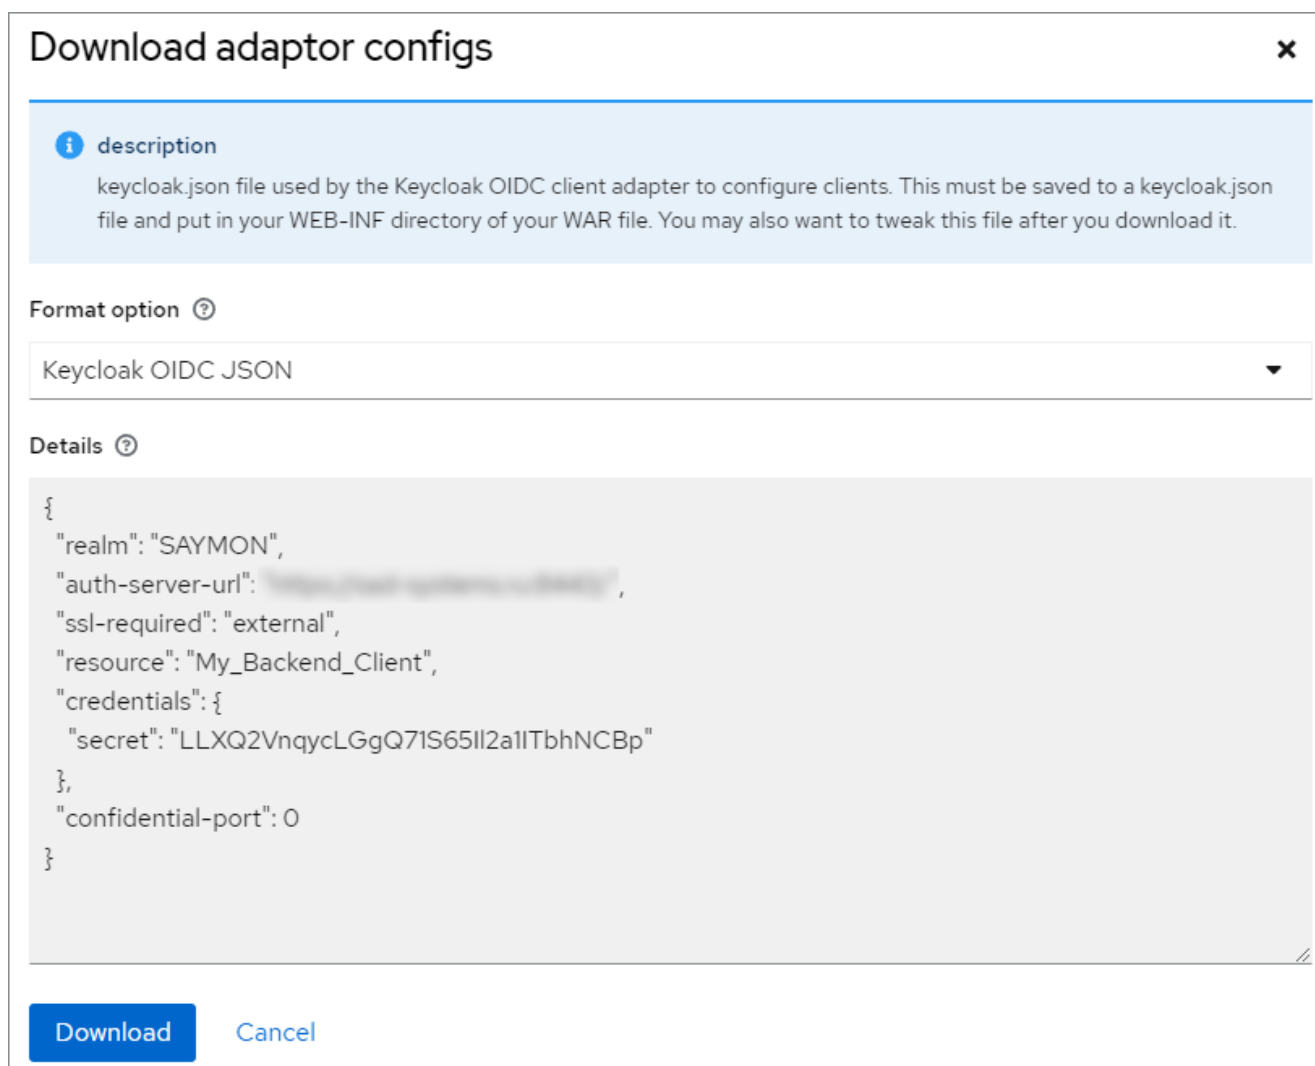 Download adaptor configs
description
keycloak.json file used by the Keycloak OIDC client adapter to configure clients. This must be saved to a keycloak.json
file and put in your WEB-INF directory of your WAR file. You may also want to tweak this file after you download it.
Format option
Keycloak OIDC JSON
Details
{
"realm": "SAYMON",
"auth-server-url": ,
"ssl-required": "external",
"resource": "My_Backend_Client",
"credentials": {
"secret":
},
"confidential-port": 0
}
Download
Cancel